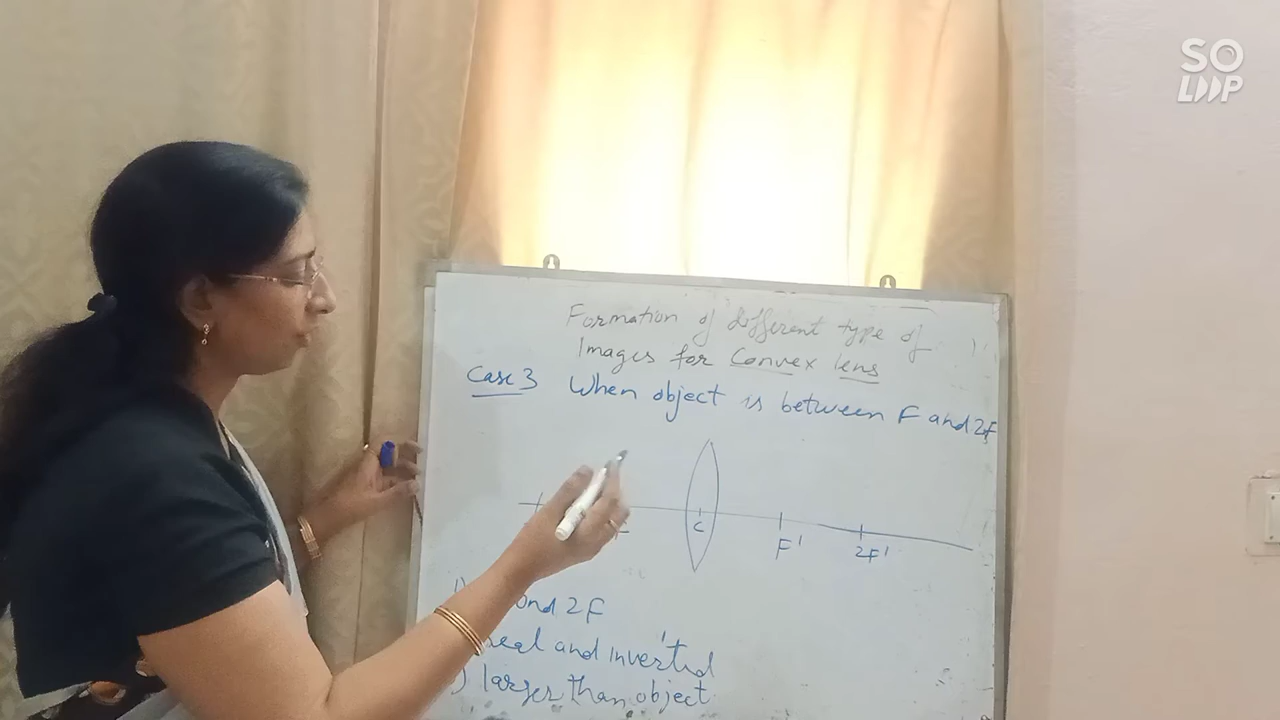 SO
LOOP
Formation of different type of
Images for Convex lens
Case 3 When object is between F and 2F
C
F'
2F'
ond 2F
real and inverted
) larger than object